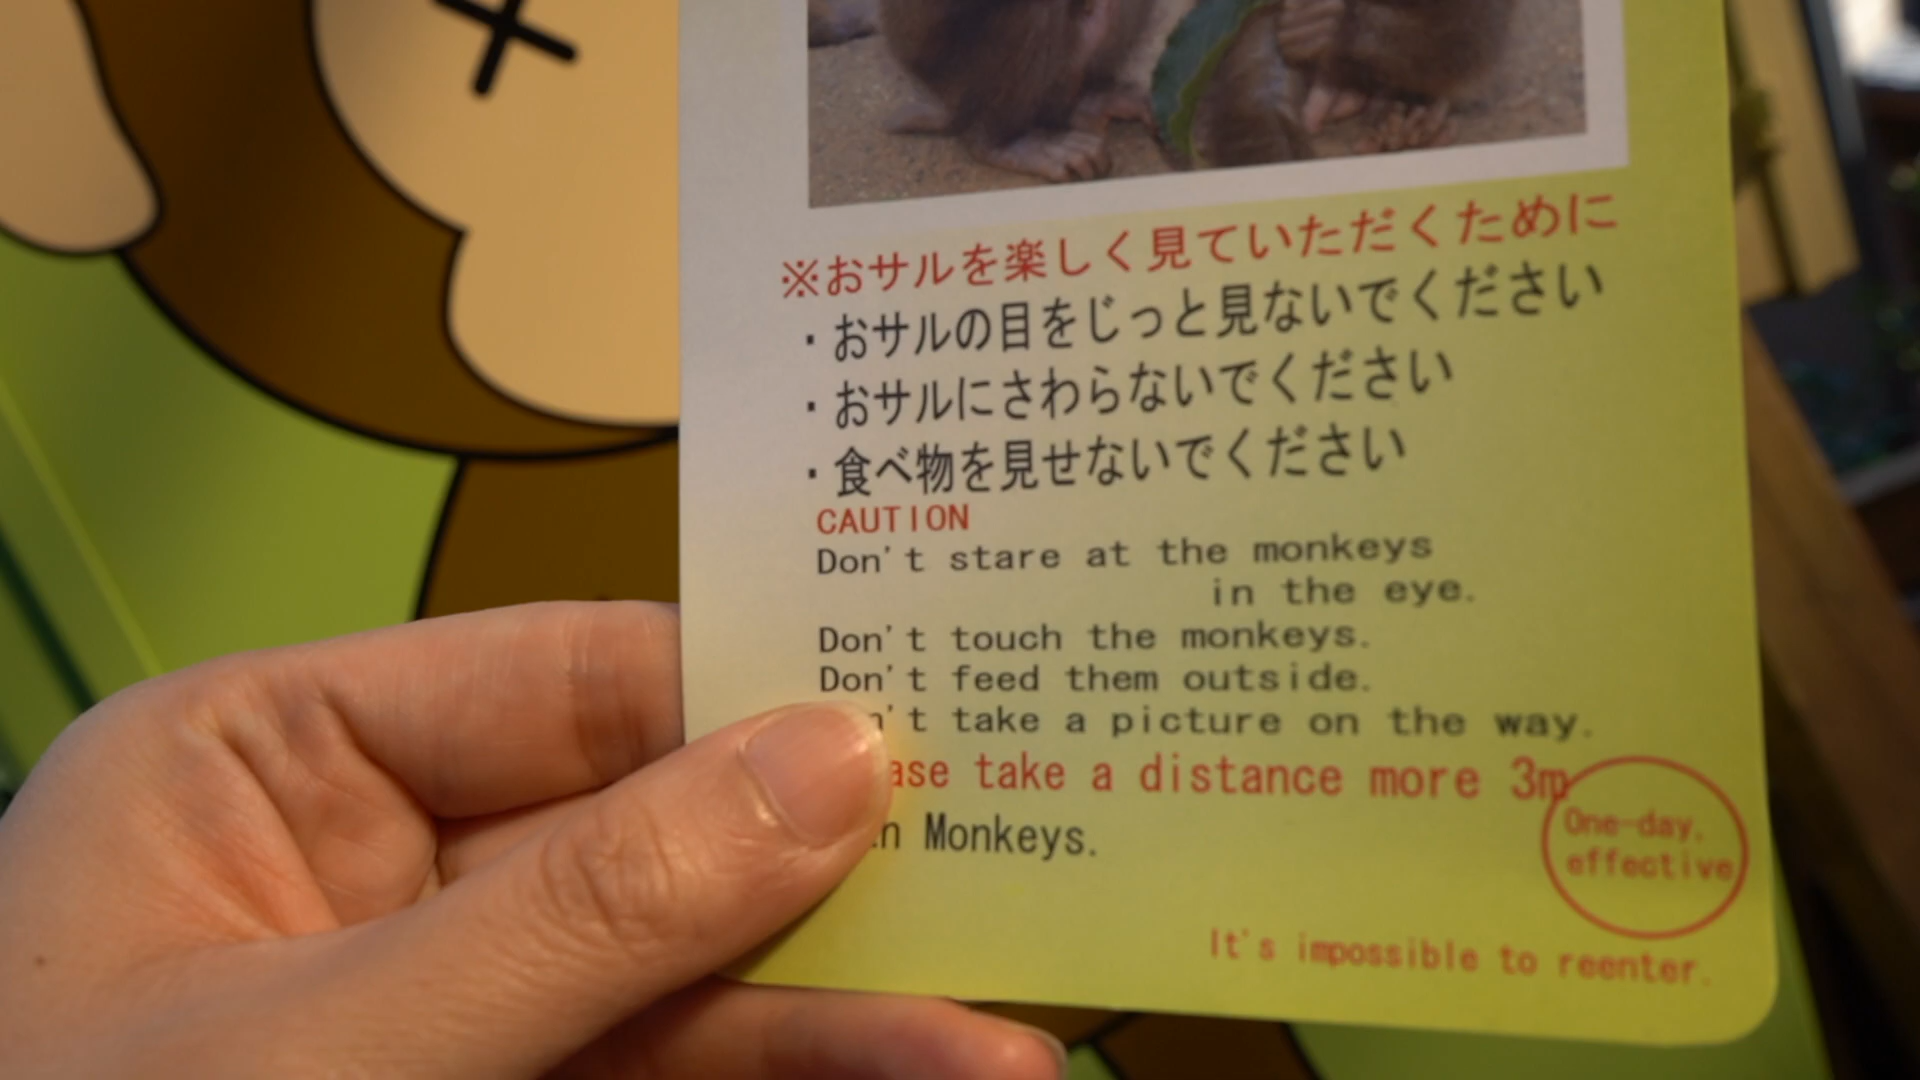 ※おサルを楽しく見ていただくために
・おサルの目をじっと見ないでください
・おサルにさわらないでください
・食べ物を見せないでください
CAUTION
Don't stare at the monkeys
in the eye.
Don't touch the monkeys.
Don't feed them outside.
take a picture on the way.
take a distance more 3m
Monkeys.
One-day,
effective
It's impossible to reenter.